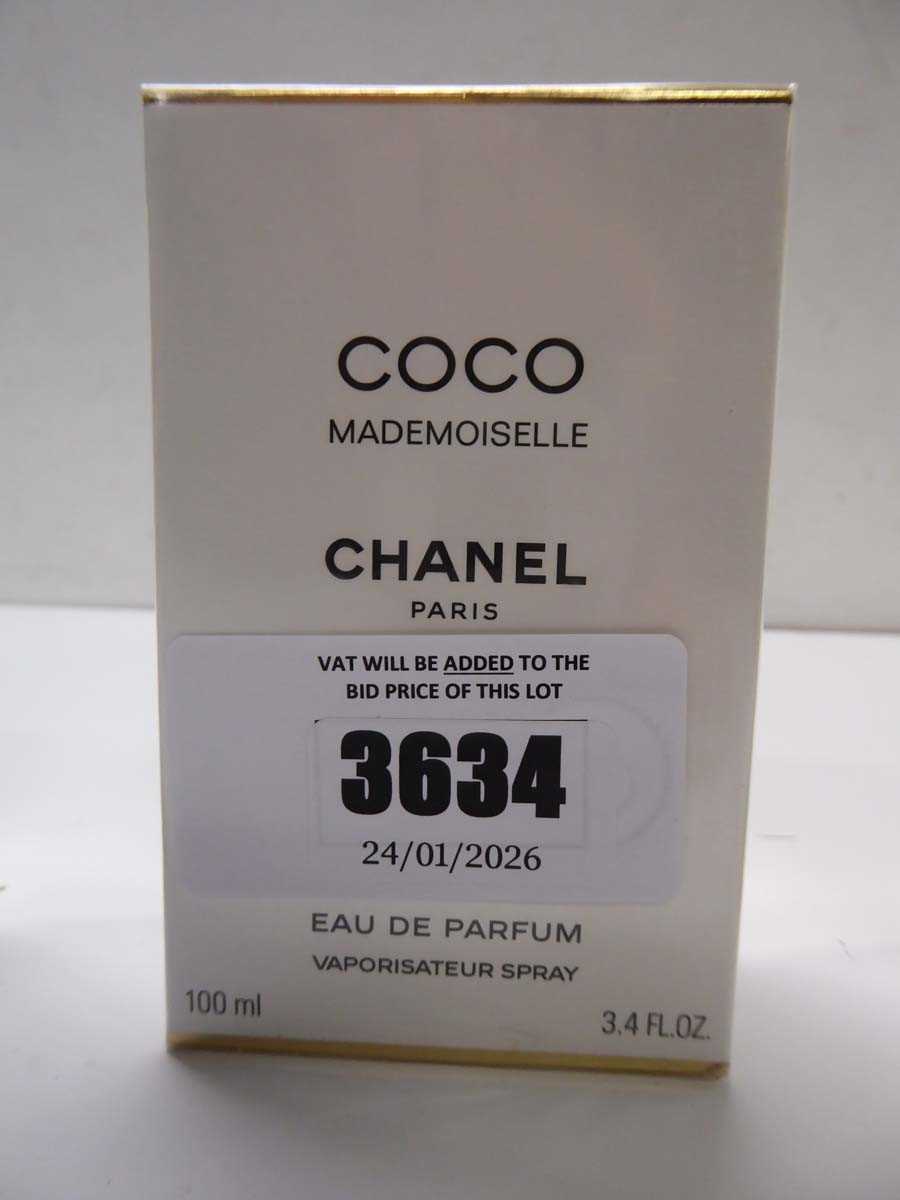 COCO
MADEMOISELLE
CHANEL
PARIS
VAT WILL BE ADDED TO THE
BID PRICE OF THIS LOT
3634
24/01/2026
EAU DE PARFUM
VAPORISATEUR SPRAY
100 ml
3.4 FL.OZ.